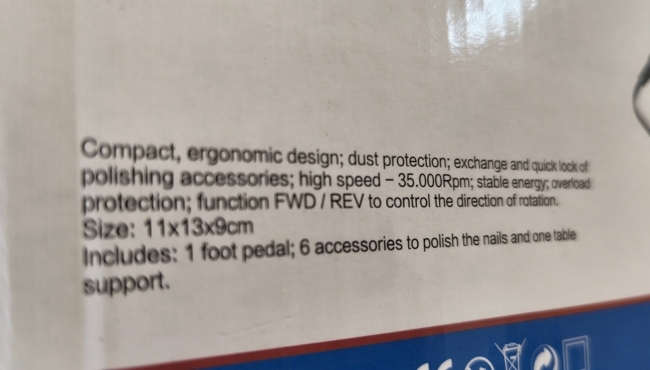 Compact, ergonomic design; dust protection; exchange and quick lock of
polishing accessories; high speed – 35.000Rpm; stable energy; overload
protection; function FWD / REV to control the direction of rotation.
Size: 11x13x9cm
Includes: 1 foot pedal; 6 accessories to polish the nails and one table
support.